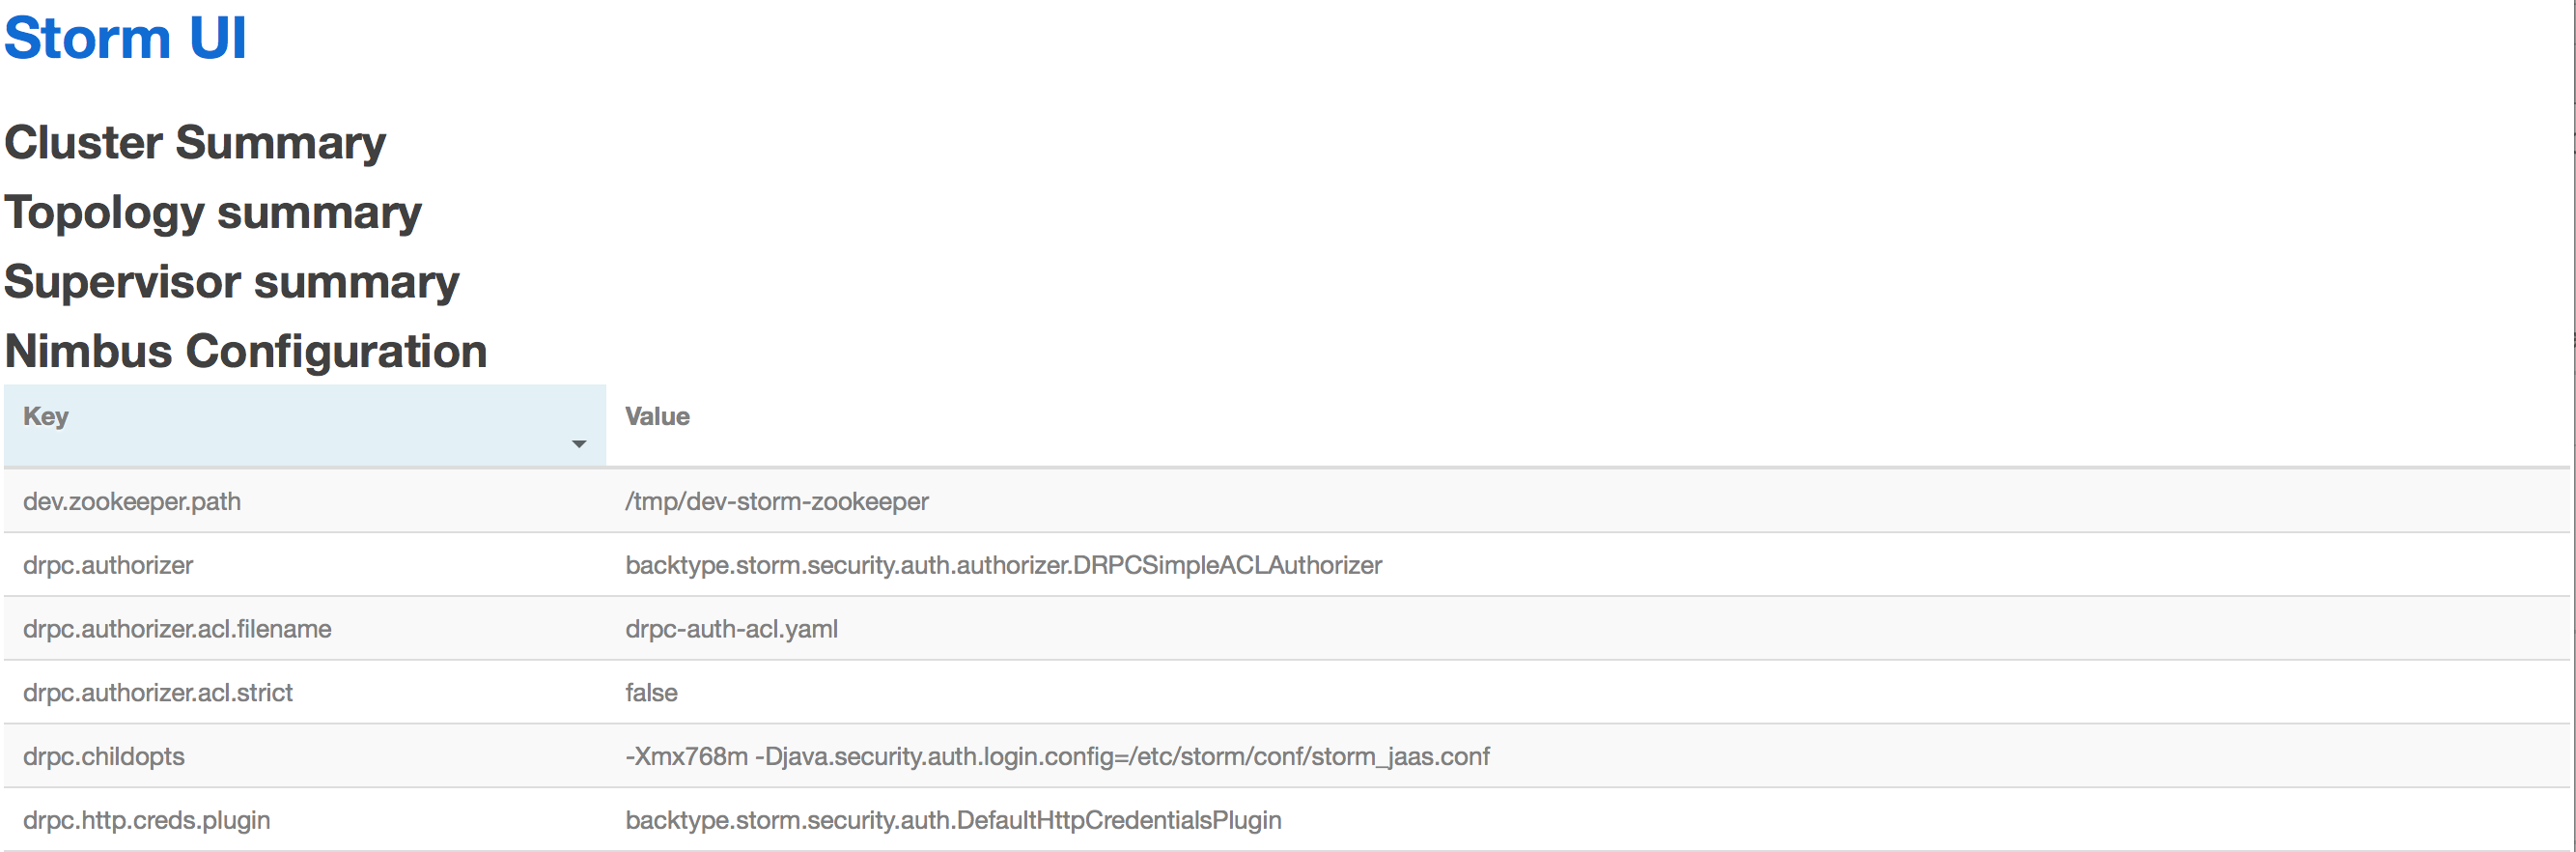 Storm UI
Cluster Summary
Topology summary
Supervisor summary
Nimbus Configuration
Key Value
dev.zookeeper.path /tmp/dev-storm-zookeeper
drpc.authorizer backtype.storm.security.auth.authorizer.DRPCSimpleACLAuthorizer
drpc.authorizer.acl.filename drpc-auth-acl.yaml
drpc.authorizer.acl.strict false
drpc.childopts -Xmx768m -Djava.security.auth.login.config=/etc/storm/conf/storm_jaas.conf
drpc.http.creds.plugin backtype.storm.security.auth.DefaultHttpCredentialsPlugin